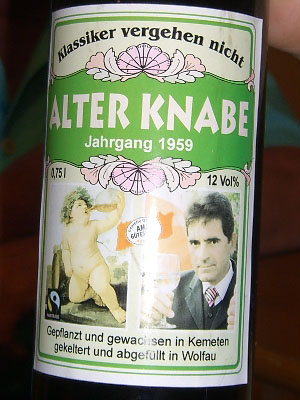 Klassiker vergehen nicht
ALTER KNABE
Jahrgang 1959
0,75 l
12 Vol%
Gepflanzt und gewachsen in Kemeten
gekeltert und abgefüllt in Wolfau